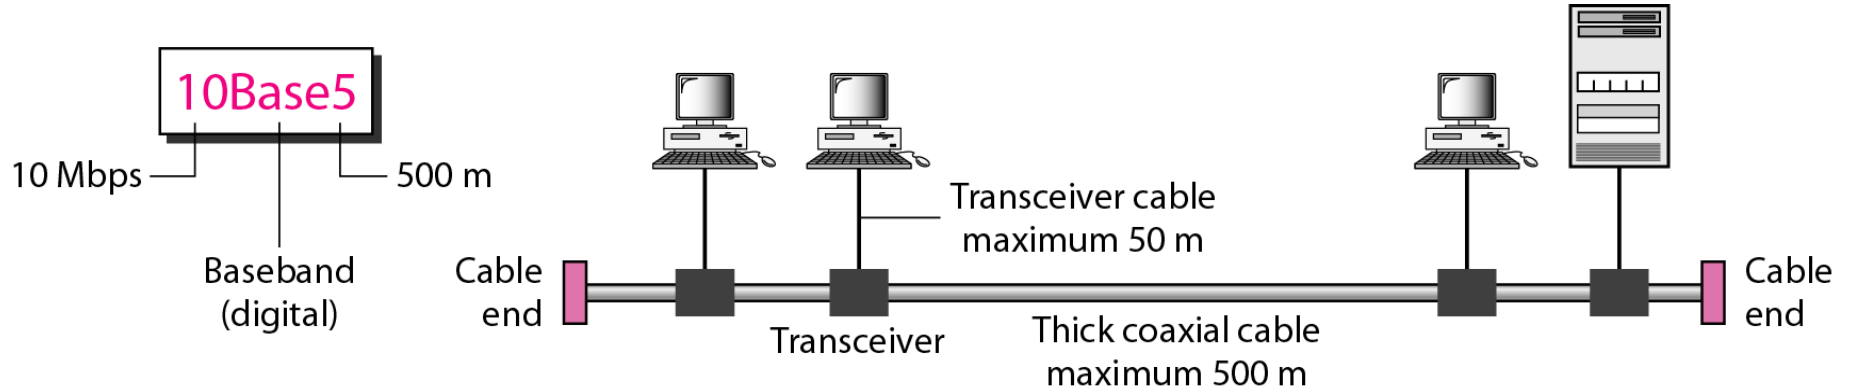 10Base5
10 Mbps
500 m
Baseband
(digital)
Cable
end
Transceiver cable
maximum 50 m
Transceiver
Thick coaxial cable
maximum 500 m
Cable
end